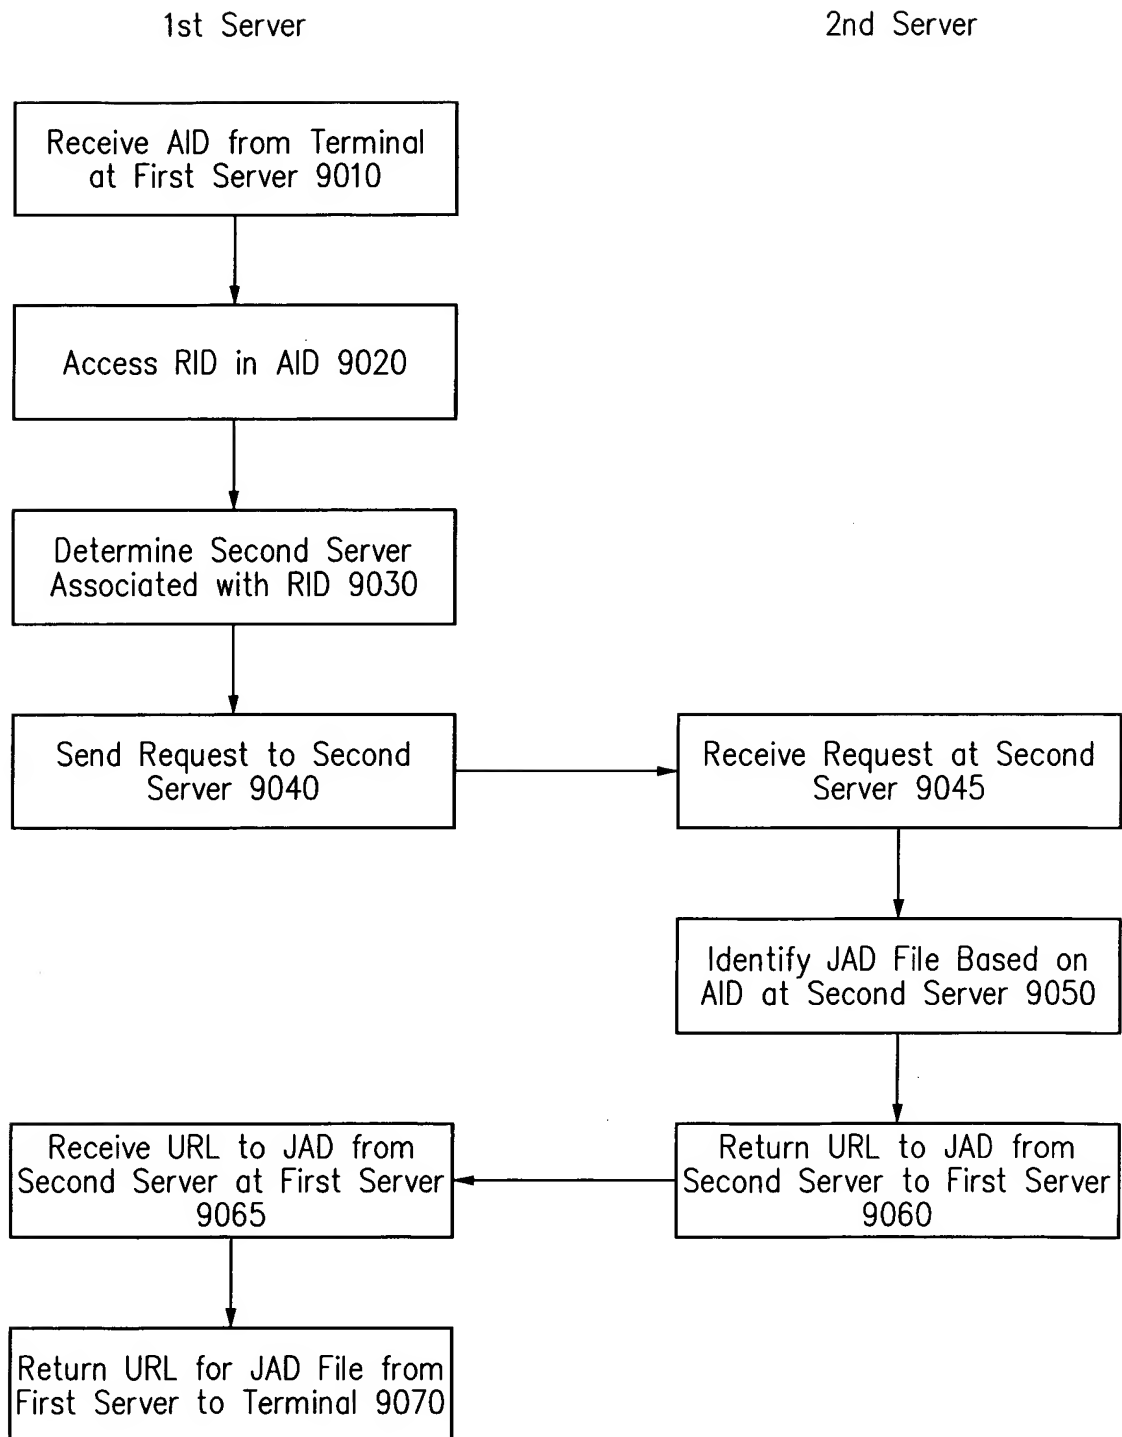 1st Server
2nd Server
Receive AID from Terminal
at First Server 9010
Access RID in AID 9020
Determine Second Server
Associated with RID 9030
Send Request to Second
Server 9040
Receive Request at Second
Server 9045
Identify JAD File Based on
AID at Second Server 9050
Return URL to JAD from
Second Server to First Server
9060
Receive URL to JAD from
Second Server at First Server
9065
Return URL for JAD File from
First Server to Terminal 9070